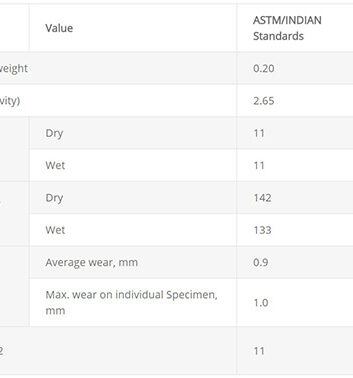 Value ASTM/INDIAN
Standards
weight 0.20
vity) 2.65
Dry 11
Wet 11
Dry 142
Wet 133
Average wear, mm 0.9
Max. wear on individual Specimen, 1.0
mm
2 11